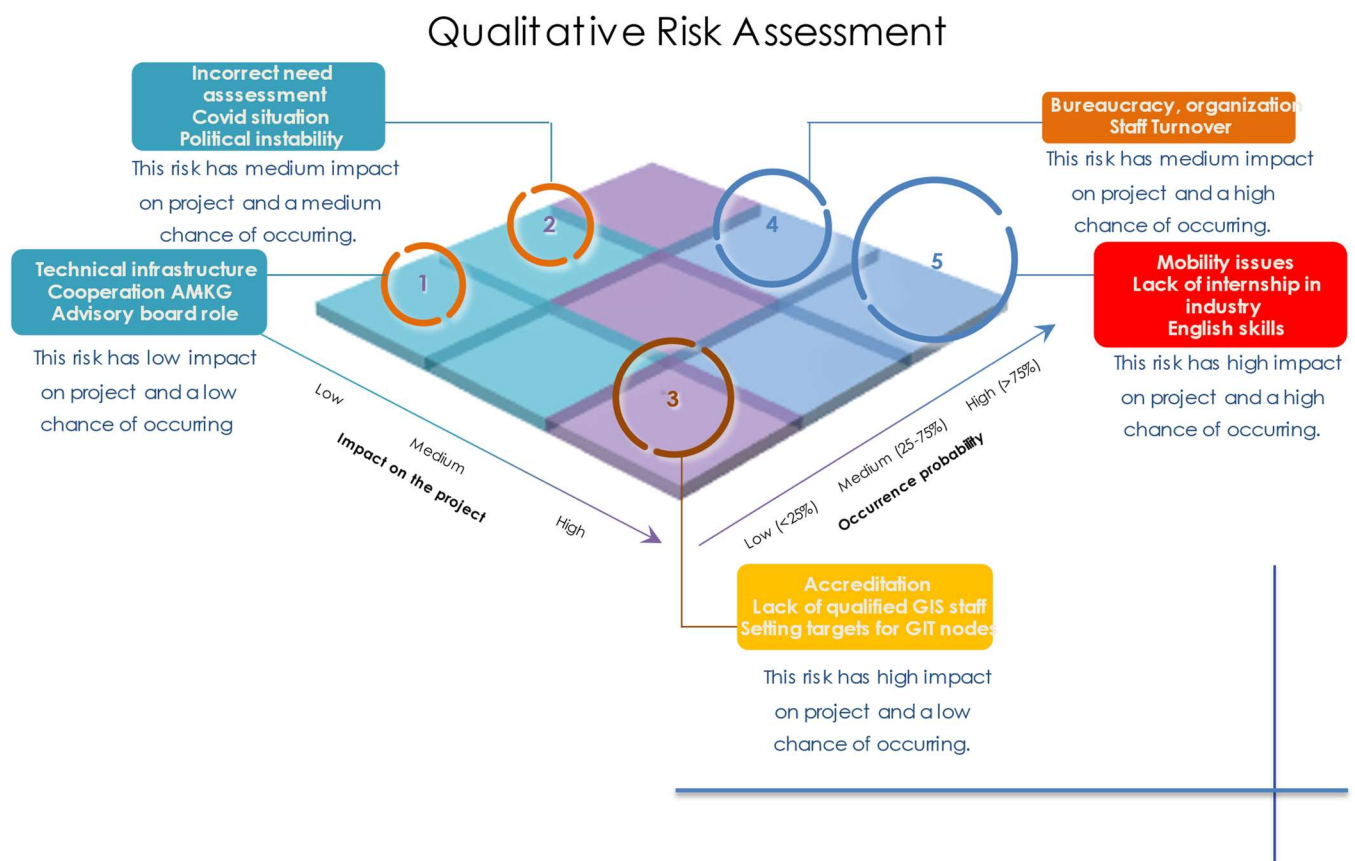 Qualitative Risk Assessment
Incorrect need
asssessment
Covid situation
Political instability
This risk has medium impact
on project and a medium
chance of occurring.
Technical infrastructure
Cooperation AMKG
Advisory board role
This risk has low impact
on project and a low
chance of occurring
Bureaucracy, organization
Staff Turnover
This risk has medium impact
on project and a high
chance of occurring.
Mobility issues
Lack of internship in
industry
English skills
This risk has high impact
on project and a high
chance of occurring.
1
2
3
4
5
Low
Medium
High
Impact on the project
Low (<25%)
Medium (25-75%)
High (>75%)
Occurrence probability
Accreditation
Lack of qualified GIS staff
Setting targets for GIT nodes
This risk has high impact
on project and a low
chance of occurring.